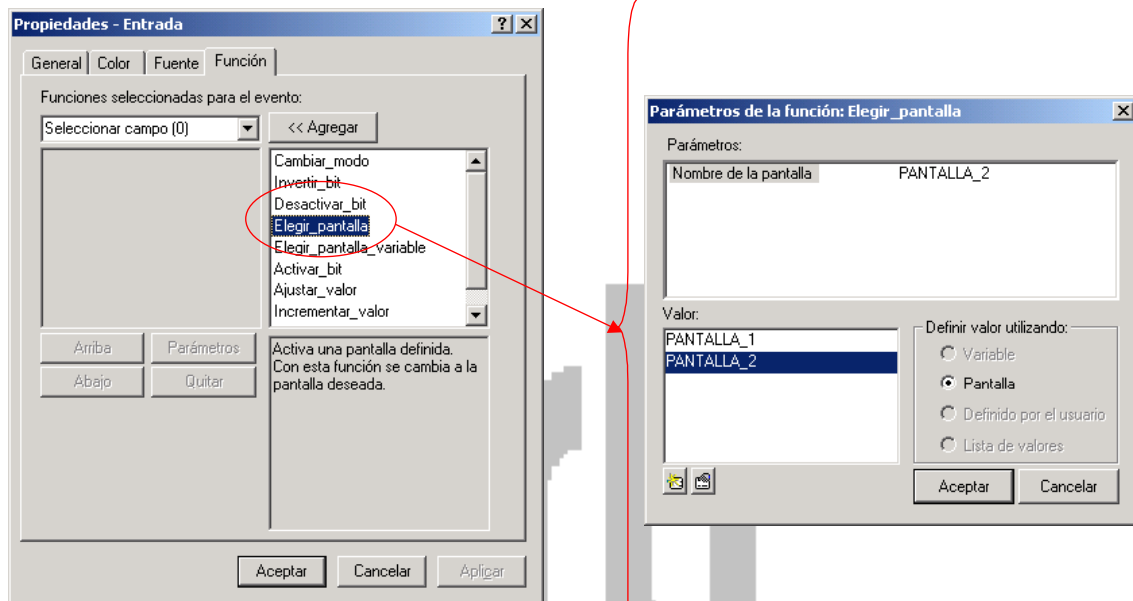 Propiedades - Entrada
General Color Fuente Función
Funciones seleccionadas para el evento:
Seleccionar campo (0)
<< Agregar
Cambiar_modo
Invertir_bit
Desactivar_bit
Elegir_pantalla
Elegir_pantalla_variable
Activar_bit
Ajustar_valor
Incrementar_valor
Arriba Parámetros
Abajo Quitar
Activa una pantalla definida.
Con esta función se cambia a la
pantalla deseada.
Aceptar Cancelar Aplicar
Parámetros de la función: Elegir_pantalla
Parámetros:
Nombre de la pantalla PANTALLA_2
Valor:
PANTALLA_1
PANTALLA_2
Definir valor utilizando:
Variable
Pantalla
Definido por el usuario
Lista de valores
Aceptar Cancelar